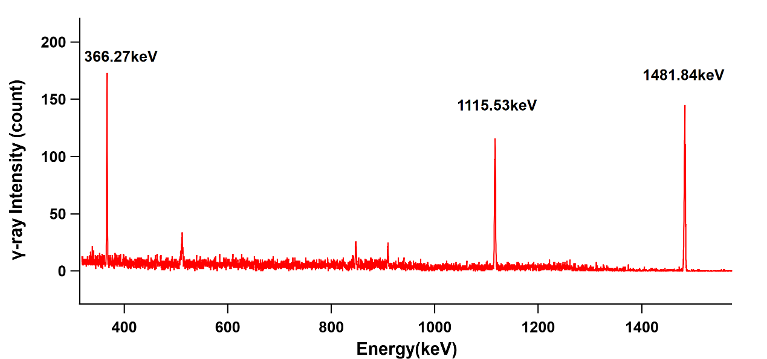 200
150
100
50
0
γ-ray Intensity (count)
366.27keV
1115.53keV
1481.84keV
400
600
800
1000
1200
1400
Energy(keV)